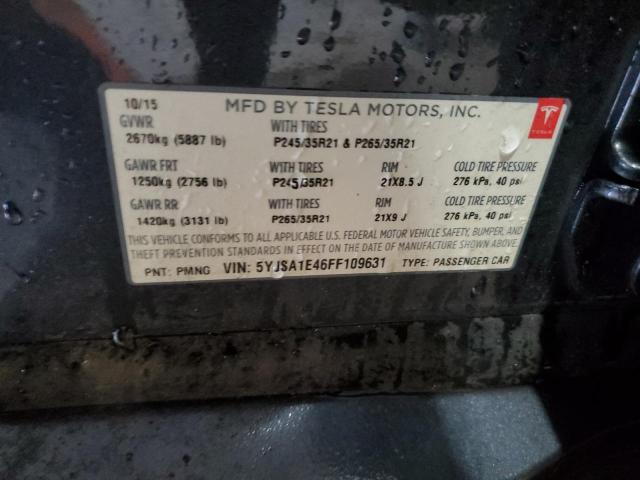 10/15 MFD BY TESLA MOTORS, INC.
GVWR WITH TIRES
2670kg (5887 lb) P245/35R21 & P265/35R21
GAWR FRT WITH TIRES RIM COLD TIRE PRESSURE
1250kg (2756 lb) P245/35R21 21X8.5 J 276 kPa, 40 psi
GAWR RR WITH TIRES RIM COLD TIRE PRESSURE
1420kg (3131 lb) P265/35R21 21X9 J 276 kPa, 40 psi
THIS VEHICLE CONFORMS TO ALL APPLICABLE U.S. FEDERAL MOTOR VEHICLE SAFETY, BUMPER, AND
THEFT PREVENTION STANDARDS IN EFFECT ON THE DATE OF MANUFACTURE SHOWN ABOVE.
PNT: PMNG VIN: 5YJSA1E46FF109631 TYPE: PASSENGER CAR
TESLA